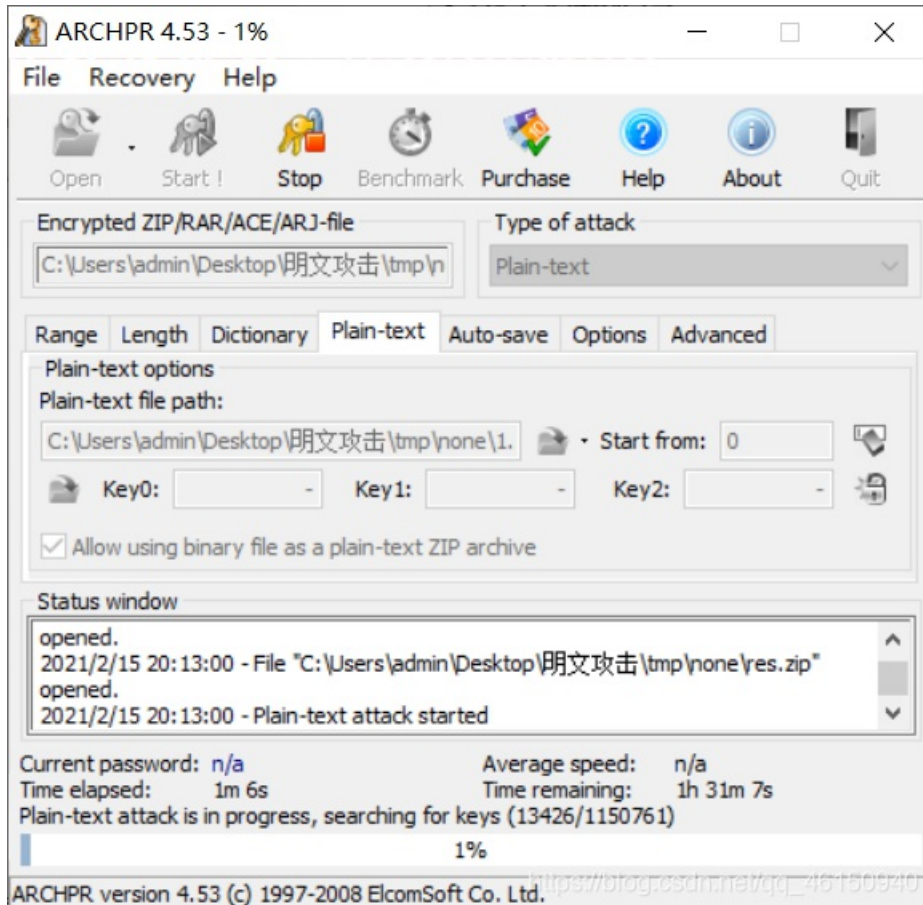 ARCHPR 4.53 - 1%
File Recovery Help
Open Start ! Stop Benchmark Purchase Help About Quit
Encrypted ZIP/RAR/ACE/ARJ-file Type of attack
C:\Users\admin\Desktop\明文攻击\tmp\n Plain-text
Range Length Dictionary Plain-text Auto-save Options Advanced
Plain-text options
Plain-text file path:
C:\Users\admin\Desktop\明文攻击\tmp\none\1. Start from: 0
Key0: - Key1: - Key2: -
Allow using binary file as a plain-text ZIP archive
Status window
opened.
2021/2/15 20:13:00 - File "C:\Users\admin\Desktop\明文攻击\tmp\none\res.zip"
opened.
2021/2/15 20:13:00 - Plain-text attack started
Current password: n/a Average speed: n/a
Time elapsed: 1m 6s Time remaining: 1h 31m 7s
Plain-text attack is in progress, searching for keys (13426/1150761)
1%
ARCHPR version 4.53 (c) 1997-2008 ElcomSoft Co. Ltd.
https://blog.csdn.net/qq_46150940